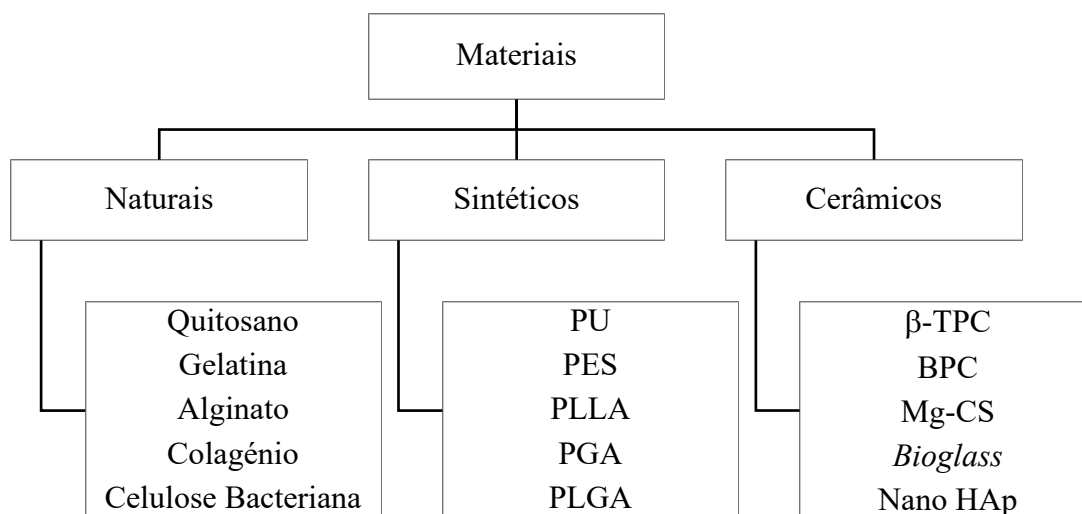 Materiais
Naturais
Sintéticos
Cerâmicos
Quitosano
Gelatina
Alginato
Colagénio
Celulose Bacteriana
PU
PES
PLLA
PGA
PLGA
β-TPC
BPC
Mg-CS
Bioglass
Nano HAp